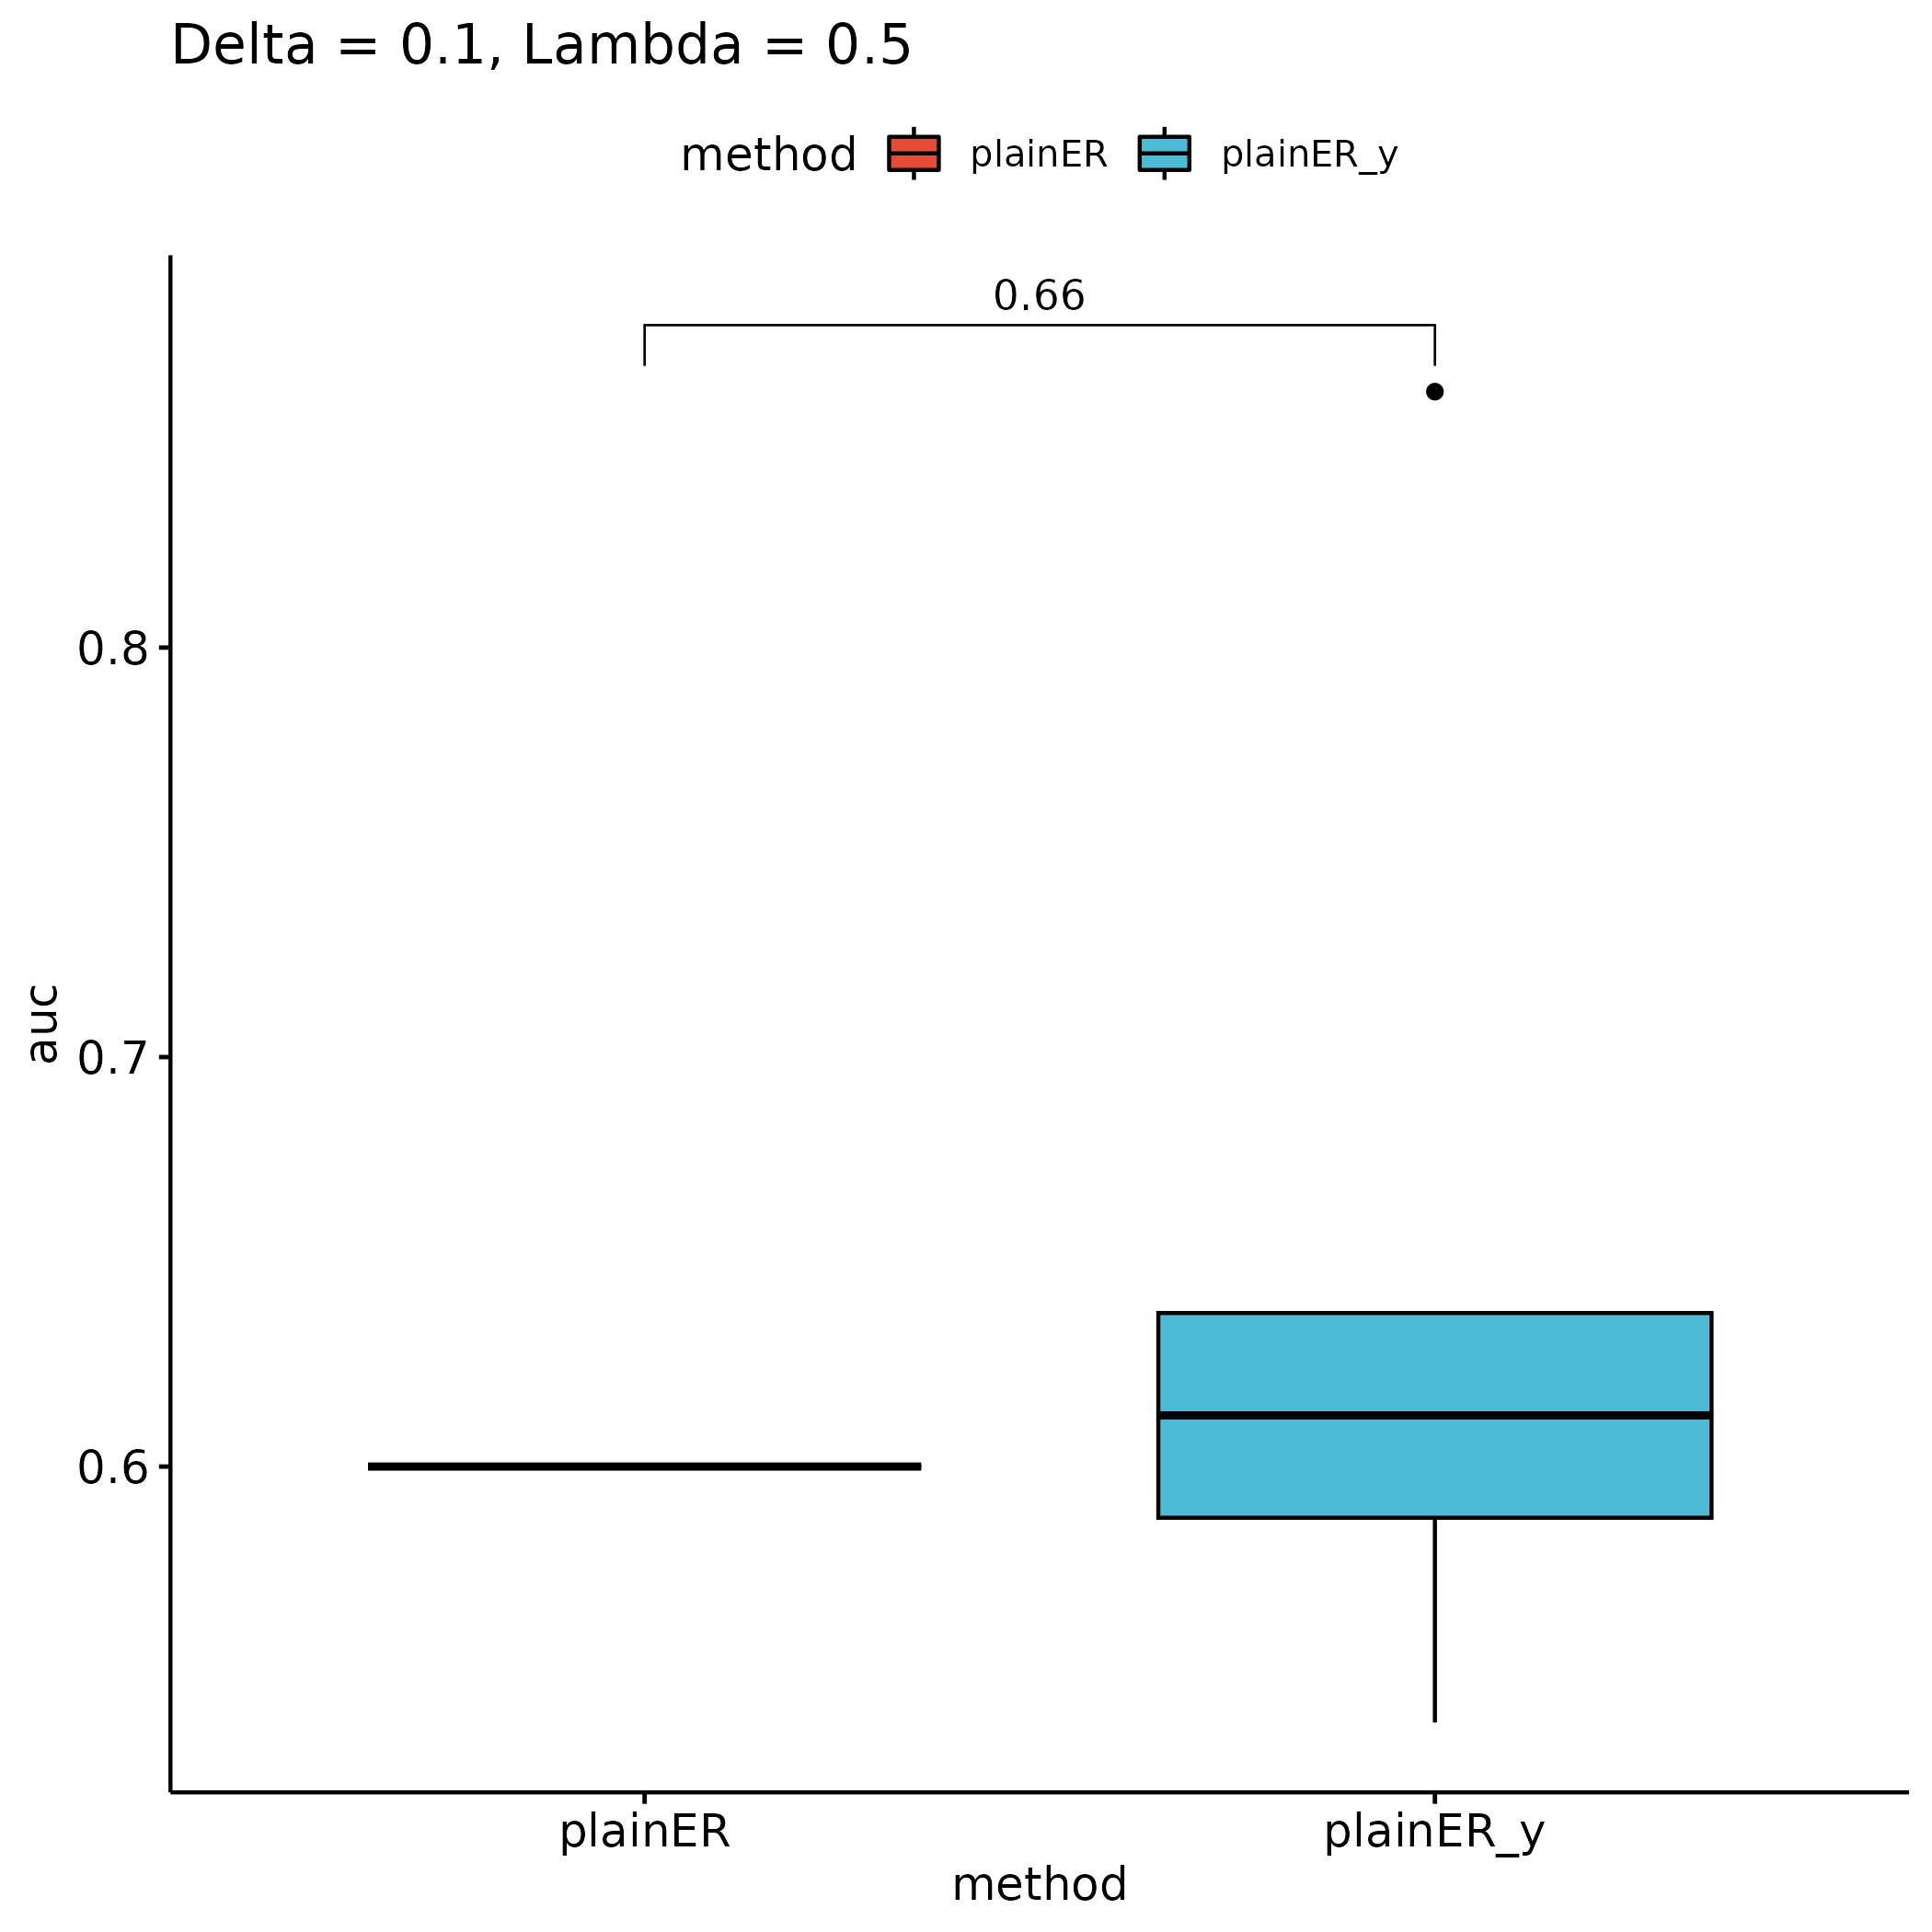 Delta = 0.1, Lambda = 0.5
method plainER plainER_y
0.66
0.8
0.7
0.6
auc
plainER plainER_y
method